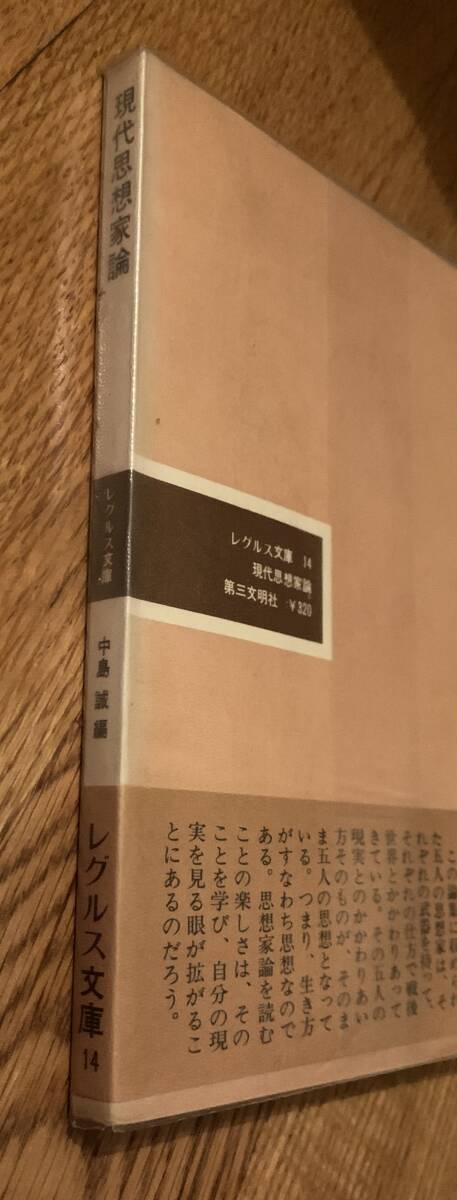 現代思想家論
レグルス文庫
中島誠編
レグルス文庫
14
レグルス文庫 14
現代思想家論
第三文明社 ¥320
この論集に収められ
た五人の思想家は、そ
れぞれの武器を持って、
それぞれの仕方で戦後
世界とかかわりあって
きている。その五人の
現実とのかかわりあい
方そのものが、そのま
ま五人の思想となって
いる。つまり、生き方
がすなわち思想なので
ある。思想家論を読む
ことの楽しさは、その
ことを学び、自分の現
実を見る眼が拡がるこ
とにあるのだろう。